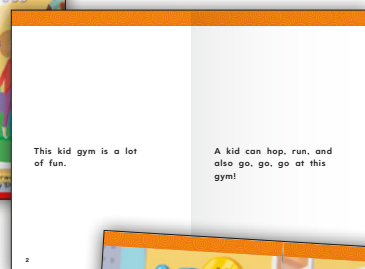 This kid gym is a lot
of fun.
A kid can hop, run, and
also go, go, go at this
gym!
2